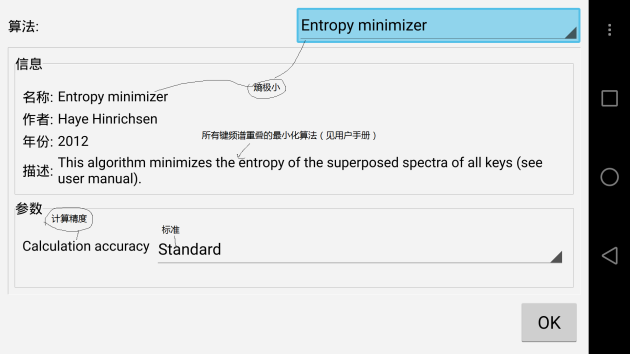 算法:
Entropy minimizer
信息
熵极小
名称: Entropy minimizer
作者: Haye Hinrichsen
年份: 2012
所有键频谱重叠的最小化算法（见用户手册）
描述: This algorithm minimizes the entropy of the superposed spectra of all keys (see
user manual).
参数
计算精度
标准
Calculation accuracy Standard
OK